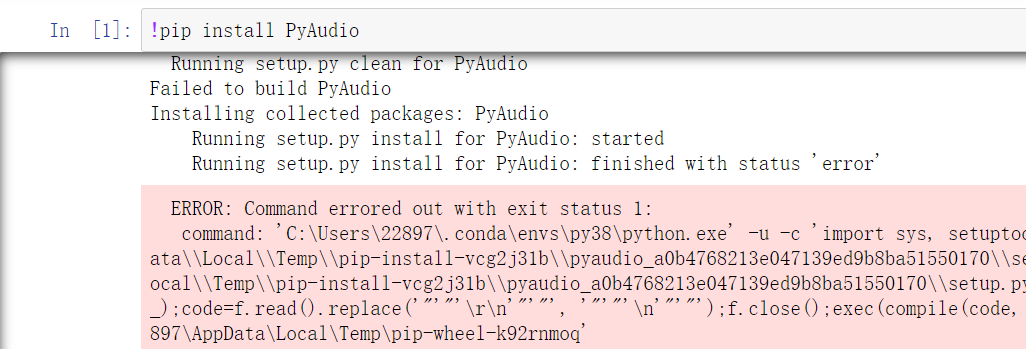 In [1]: !pip install PyAudio
Running setup.py clean for PyAudio
Failed to build PyAudio
Installing collected packages: PyAudio
Running setup.py install for PyAudio: started
Running setup.py install for PyAudio: finished with status 'error'
ERROR: Command errored out with exit status 1:
command: 'C:\Users\22897\.conda\envs\py38\python.exe' -u -c 'import sys, setuptoo
ata\\Local\\Temp\\pip-install-vcg2j31b\\pyaudio_a0b4768213e047139ed9b8ba51550170\\se
ocal\\Temp\\pip-install-vcg2j31b\\pyaudio_a0b4768213e047139ed9b8ba51550170\\setup.py
_);code=f.read().replace('"'"'\r\n'"'"', '"'"'\n'"'"');f.close();exec(compile(code,
897\AppData\Local\Temp\pip-wheel-k92rnmoq'